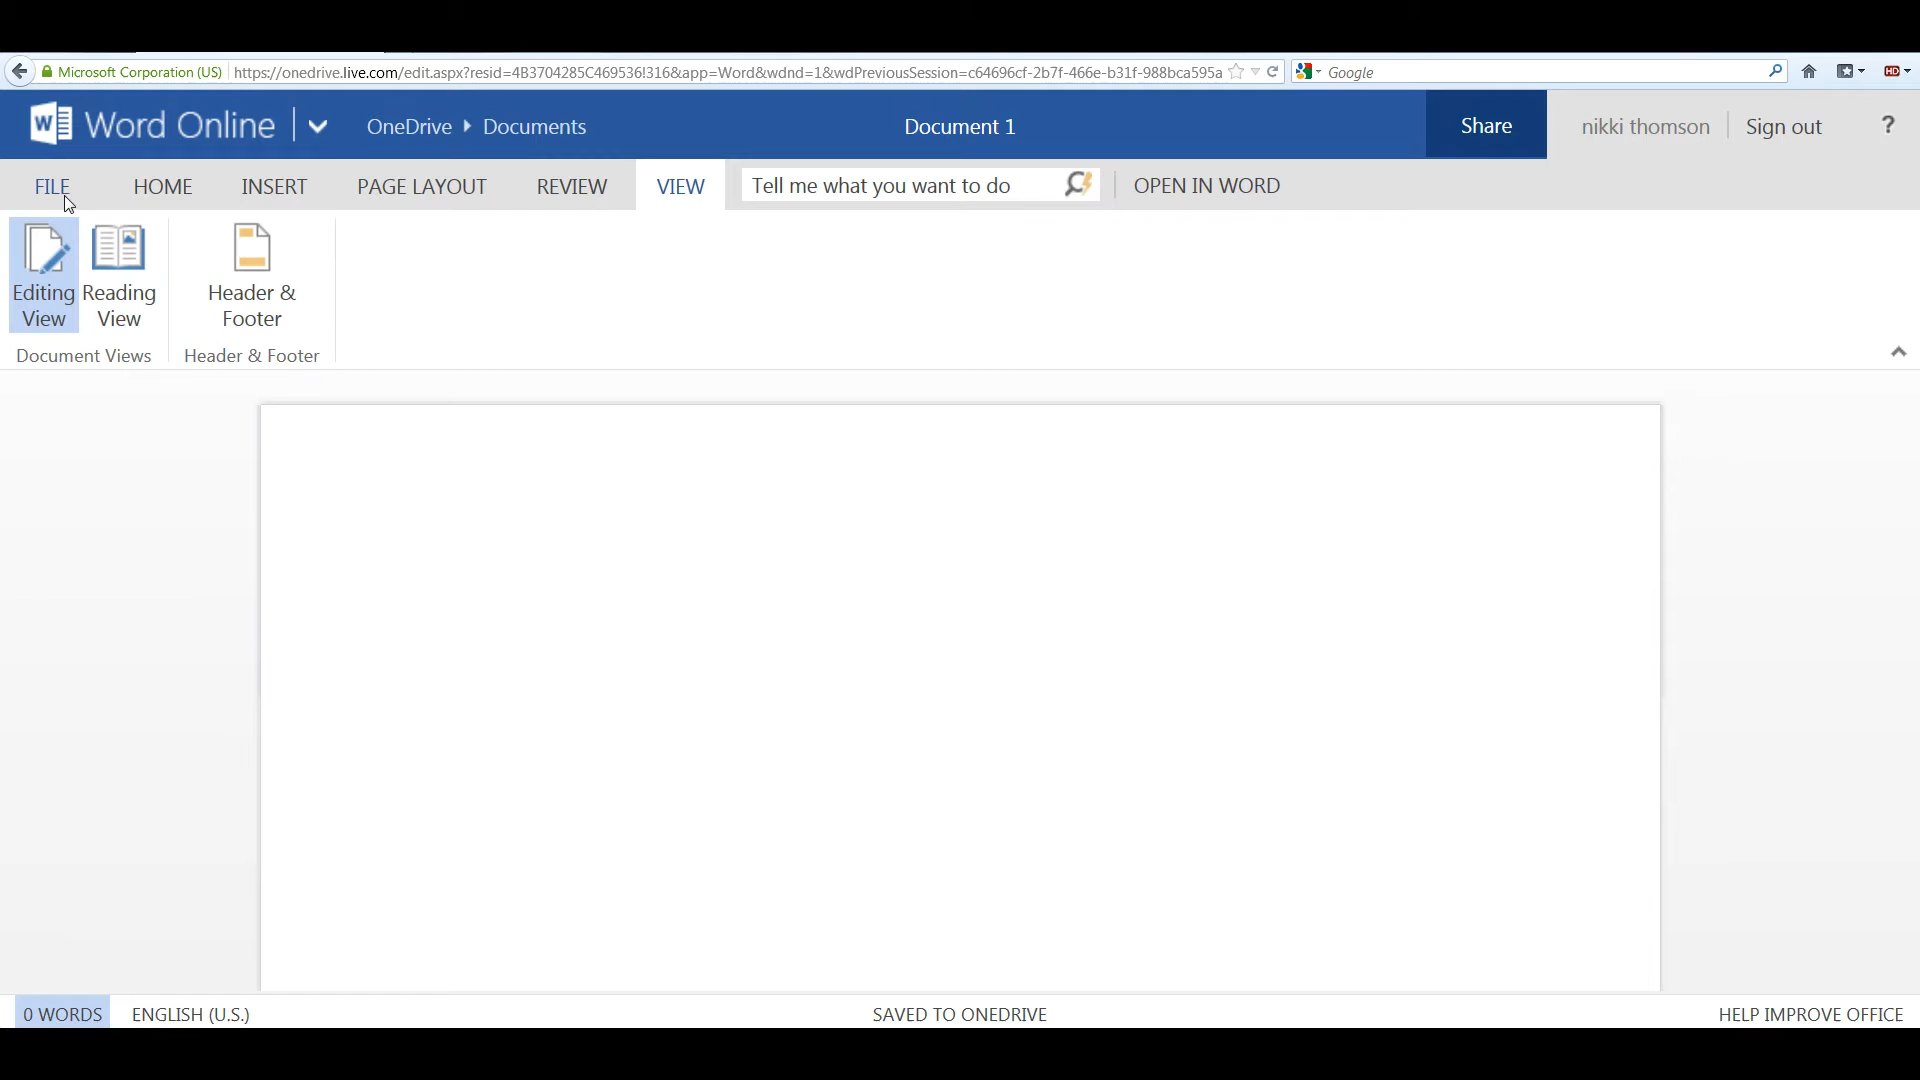 Microsoft Corporation (US) https://onedrive.live.com/edit.aspx?resid=4B3704285C469536!316&app=Word&wdnd=1&wdPreviousSession=c64696cf-2b7f-466e-b31f-988bca595a Google HD
Word Online OneDrive Documents Document 1 Share nikki thomson Sign out ?
FILE HOME INSERT PAGE LAYOUT REVIEW VIEW Tell me what you want to do OPEN IN WORD
Editing View
Reading View
Header & Footer
Document Views Header & Footer
0 WORDS ENGLISH (U.S.) SAVED TO ONEDRIVE HELP IMPROVE OFFICE